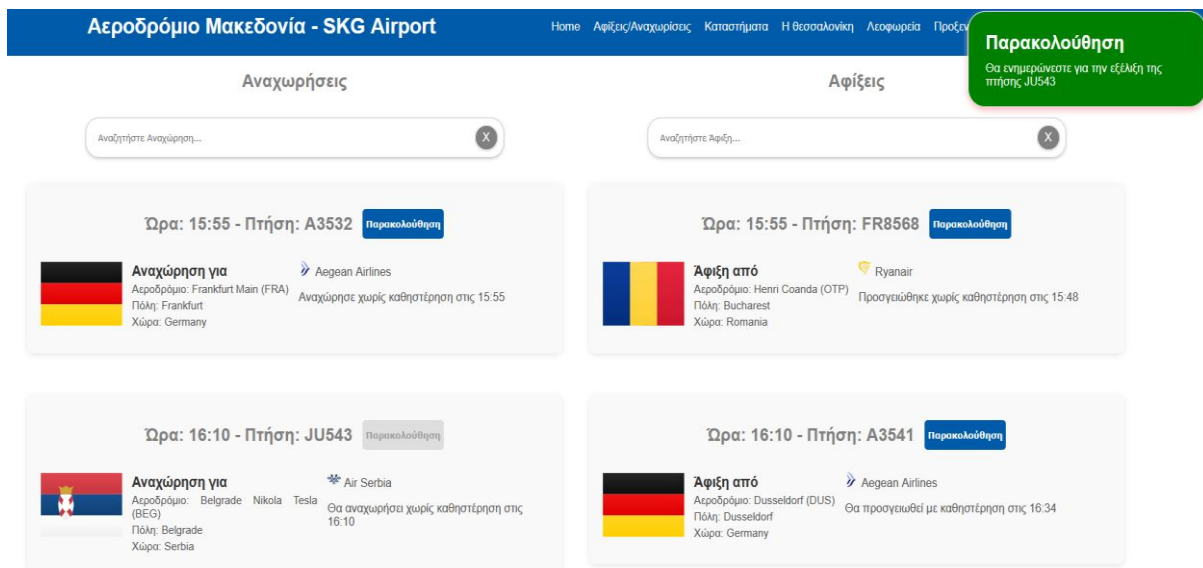 Αεροδρόμιο Μακεδονία - SKG Airport
Home Αφίξεις/Αναχωρίσεις Καταστήματα Η θεσσαλονίκη Λεοφωρεία
Παρακολούθηση
Θα ενημερώνεστε για την εξέλιξη της
πτήσης JU543
Αναχωρήσεις
Αναζητήστε Αναχώρηση...
X
Ώρα: 15:55 - Πτήση: A3532 Παρακολούθηση
Αναχώρηση για
Αεροδρόμιο: Frankfurt Main (FRA)
Πόλη: Frankfurt
Χώρα: Germany
Aegean Airlines
Αναχώρησε χωρίς καθηστέρηση στις 15:55
Ώρα: 16:10 - Πτήση: JU543 Παρακολούθηση
Αναχώρηση για
Αεροδρόμιο: Belgrade Nikola Tesla
(BEG)
Πόλη: Belgrade
Χώρα: Serbia
Air Serbia
Θα αναχωρήσει χωρίς καθηστέρηση στις
16:10
Αφίξεις
Αναζητήστε Άφιξη...
X
Ώρα: 15:55 - Πτήση: FR8568 Παρακολούθηση
Άφιξη από
Αεροδρόμιο: Henri Coanda (OTP)
Πόλη: Bucharest
Χώρα: Romania
Ryanair
Προσγειώθηκε χωρίς καθηστέρηση στις 15:48
Ώρα: 16:10 - Πτήση: A3541 Παρακολούθηση
Άφιξη από
Αεροδρόμιο: Dusseldorf (DUS)
Πόλη: Dusseldorf
Χώρα: Germany
Aegean Airlines
Θα προσγειωθεί με καθηστέρηση στις 16:34